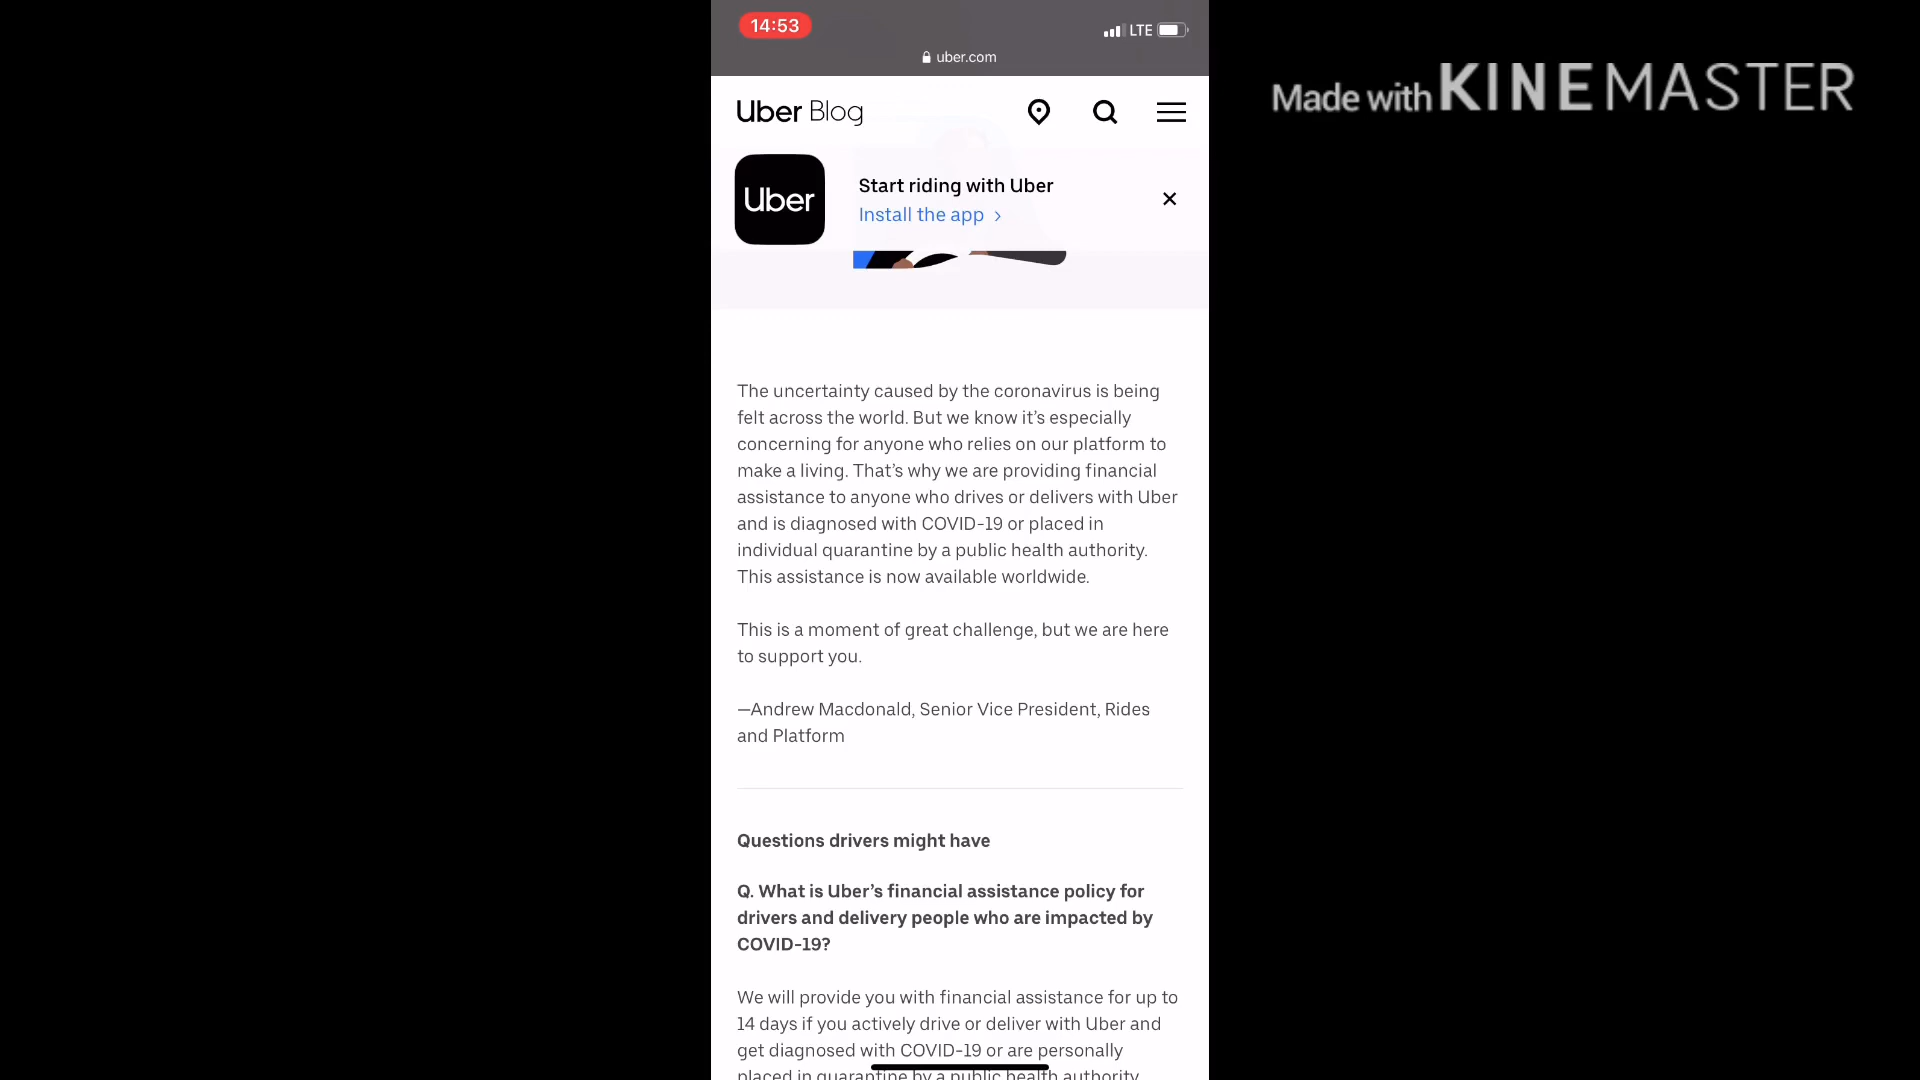 14:53
LTE
uber.com
Made with KINEMASTER
Uber Blog
Uber
Start riding with Uber
Install the app >
The uncertainty caused by the coronavirus is being
felt across the world. But we know it’s especially
concerning for anyone who relies on our platform to
make a living. That’s why we are providing financial
assistance to anyone who drives or delivers with Uber
and is diagnosed with COVID-19 or placed in
individual quarantine by a public health authority.
This assistance is now available worldwide.
This is a moment of great challenge, but we are here
to support you.
—Andrew Macdonald, Senior Vice President, Rides
and Platform
Questions drivers might have
Q. What is Uber’s financial assistance policy for
drivers and delivery people who are impacted by
COVID-19?
We will provide you with financial assistance for up to
14 days if you actively drive or deliver with Uber and
get diagnosed with COVID-19 or are personally
placed in quarantine by a public health authority